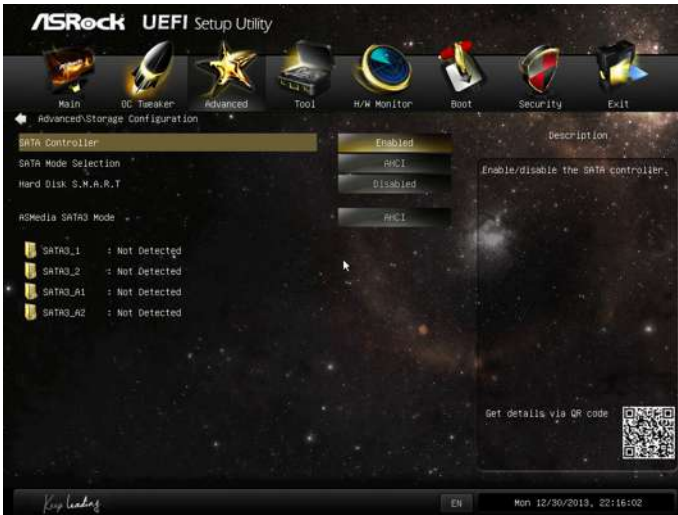 ASRock UEFI Setup Utility
Main OC Tweaker Advanced Tool H/W Monitor Boot Security Exit
Advanced\Storage Configuration
SATA Controller Enabled
SATA Mode Selection AHCI
Hard Disk S.M.A.R.T Disabled
ASMedia SATA3 Mode AHCI
SATA3_1 : Not Detected
SATA3_2 : Not Detected
SATA3_A1 : Not Detected
SATA3_A2 : Not Detected
Description
Enable/disable the SATA controller.
Get details via QR code
Keep Leading
EN
Mon 12/30/2013, 22:16:02